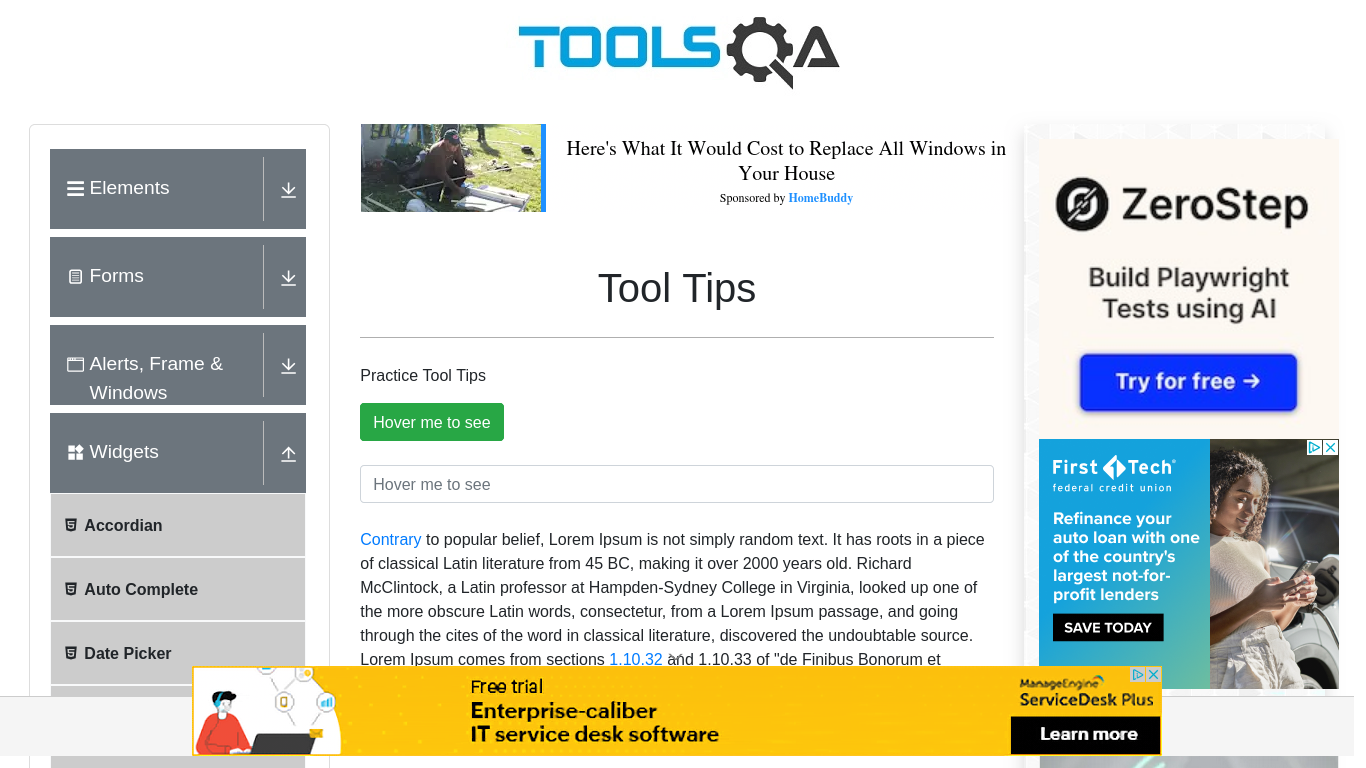 TOOLSQA
Elements
Forms
Alerts, Frame &
Windows
Widgets
Accordian
Auto Complete
Date Picker
Here's What It Would Cost to Replace All Windows in
Your House
Sponsored by HomeBuddy
Tool Tips
Practice Tool Tips
Hover me to see
Hover me to see
Contrary to popular belief, Lorem Ipsum is not simply random text. It has roots in a piece
of classical Latin literature from 45 BC, making it over 2000 years old. Richard
McClintock, a Latin professor at Hampden-Sydney College in Virginia, looked up one of
the more obscure Latin words, consectetur, from a Lorem Ipsum passage, and going
through the cites of the word in classical literature, discovered the undoubtable source.
Lorem Ipsum comes from sections 1.10.32 and 1.10.33 of "de Finibus Bonorum et
ZeroStep
Build Playwright
Tests using AI
Try for free →
First Tech
federal credit union
Refinance your
auto loan with one
of the country's
largest not-for-
profit lenders
SAVE TODAY
Free trial
Enterprise-caliber
IT service desk software
ManageEngine
ServiceDesk Plus
Learn more